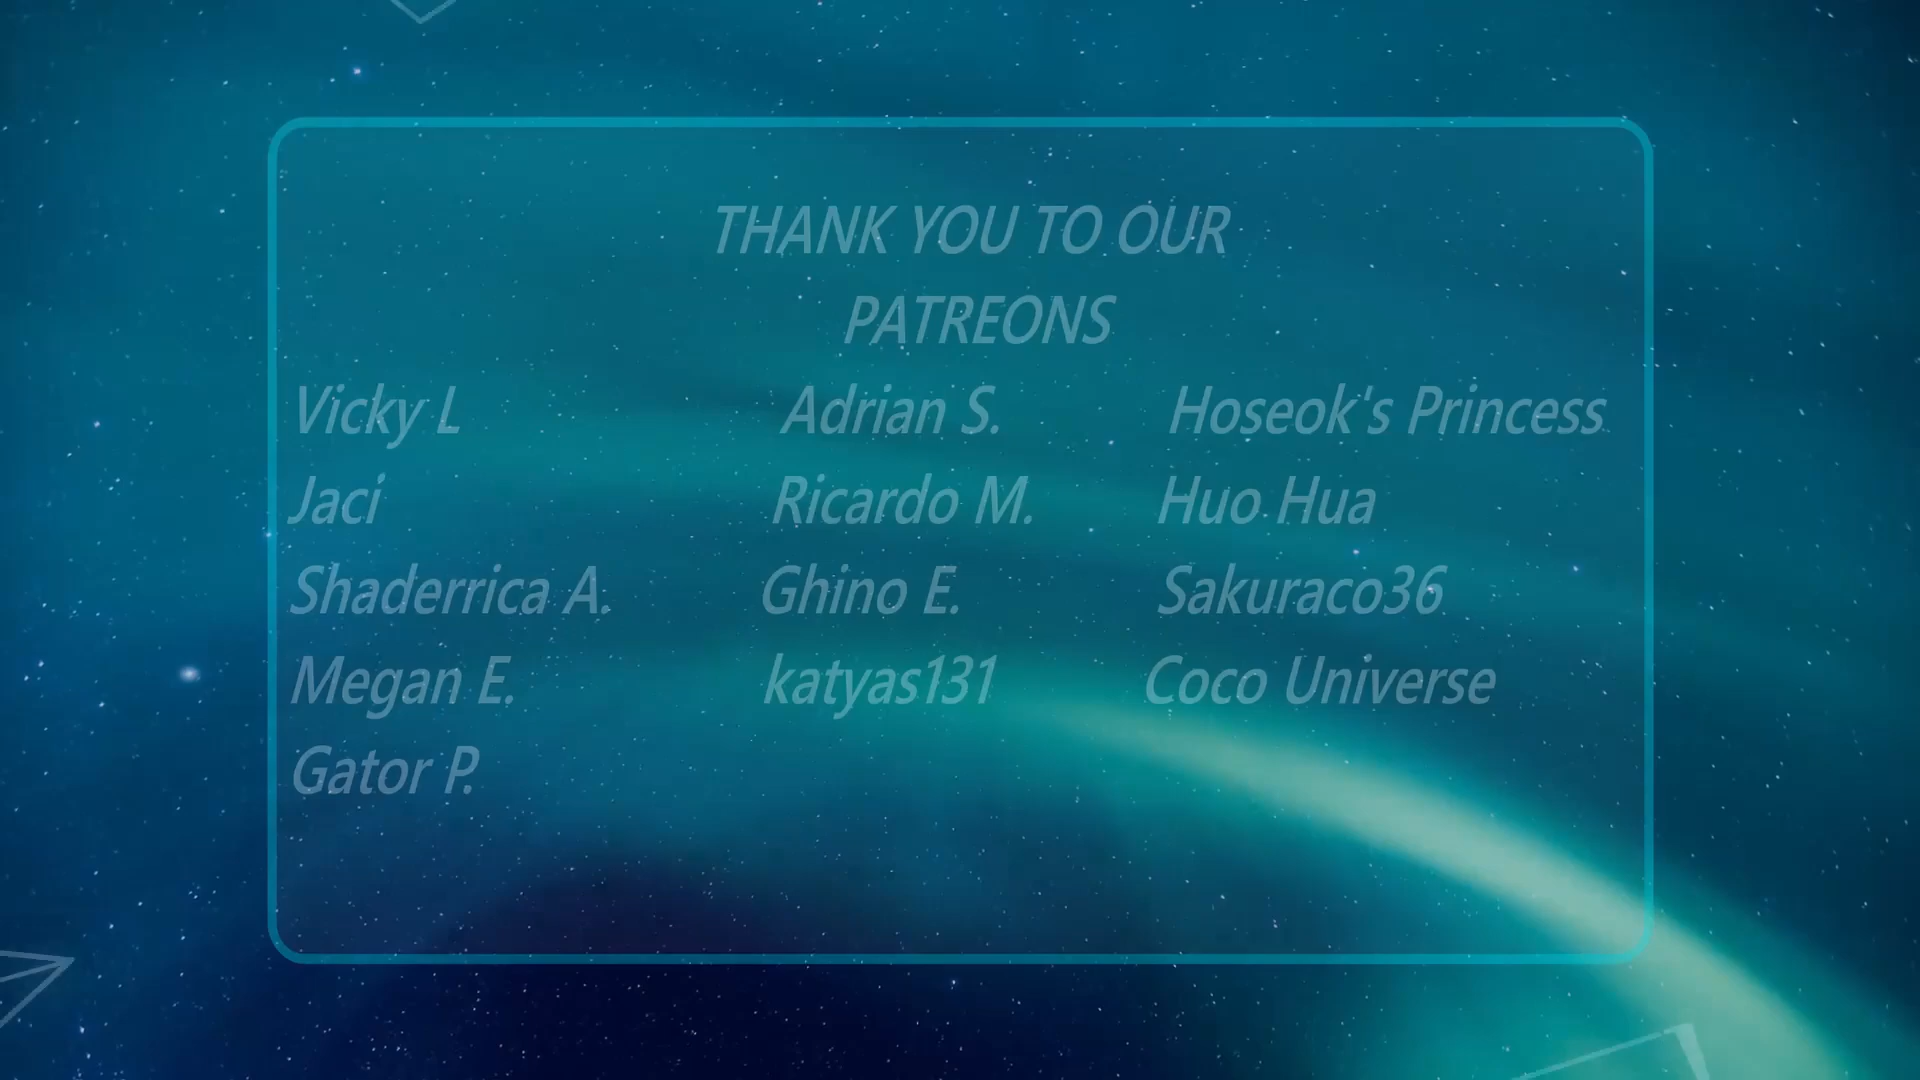 THANK YOU TO OUR
PATREONS
Vicky L Adrian S. Hoseok's Princess
Jaci Ricardo M. Huo Hua
Shaderrica A. Ghino E. Sakuraco36
Megan E. katyas131 Coco Universe
Gator P.